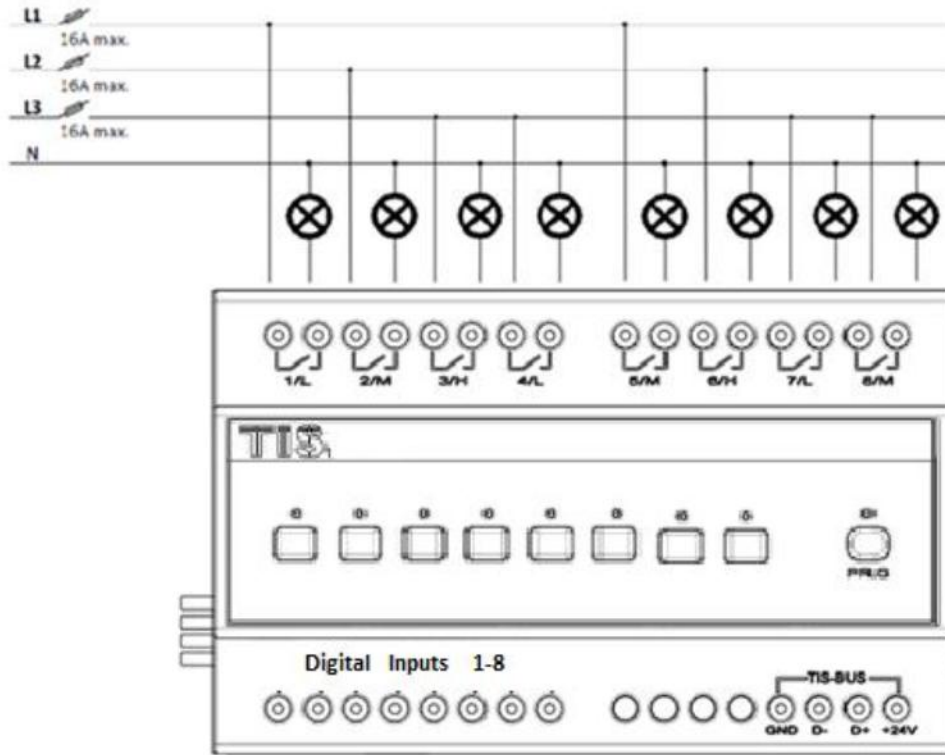 L1
16A max.
L2
16A max.
L3
16A max.
N
1/L 2/M 3/H 4/L 5/M 6/H 7/L 8/M
TIS
PRG
Digital Inputs 1-8
TIS-BUS
GND D- D+ +24V